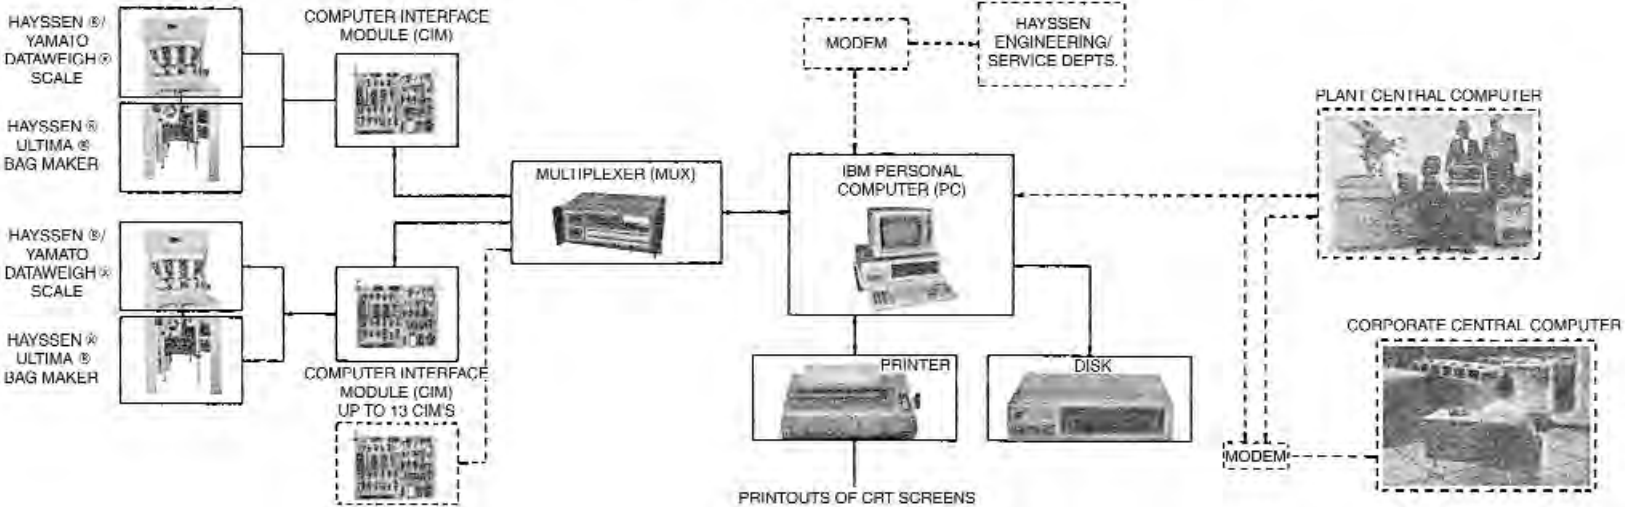 HAYSSEN ®/
YAMATO
DATAWEIGH ®
SCALE
HAYSSEN ®
ULTIMA ®
BAG MAKER
COMPUTER INTERFACE
MODULE (CIM)
HAYSSEN ®/
YAMATO
DATAWEIGH ®
SCALE
HAYSSEN ®
ULTIMA ®
BAG MAKER
COMPUTER INTERFACE
MODULE (CIM)
UP TO 13 CIM'S
MULTIPLEXER (MUX)
MODEM
HAYSSEN
ENGINEERING/
SERVICE DEPTS.
IBM PERSONAL
COMPUTER (PC)
PRINTER
DISK
PRINTOUTS OF CRT SCREENS
PLANT CENTRAL COMPUTER
CORPORATE CENTRAL COMPUTER
MODEM